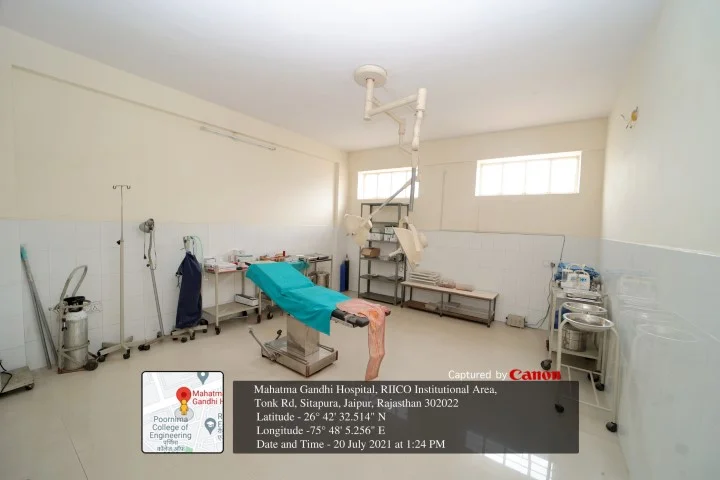 Captured by Canon
Mahatma Gandhi Hospital, RIICO Institutional Area,
Tonk Rd, Sitapura, Jaipur, Rajasthan 302022
Latitude - 26° 42' 32.514" N
Longitude -75° 48' 5.256" E
Date and Time - 20 July 2021 at 1:24 PM
Mahatma
Gandhi H
Poornima
College of
Engineering